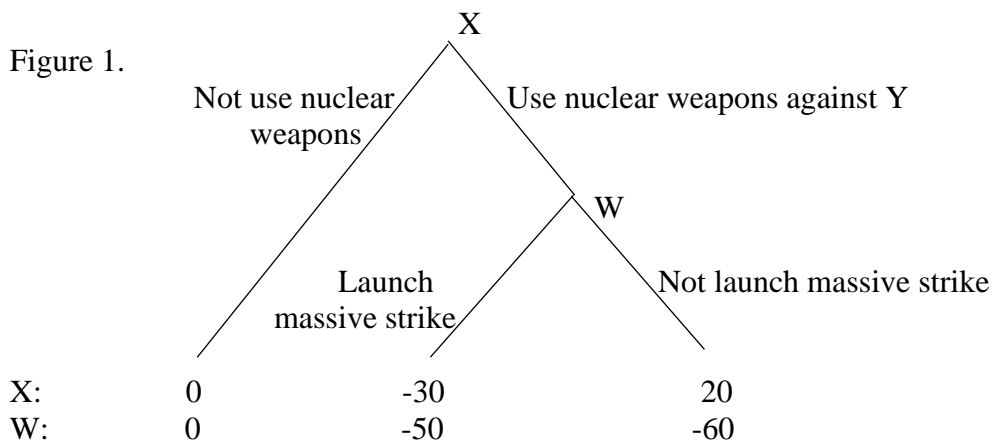 X
Figure 1.
Not use nuclear weapons
Use nuclear weapons against Y
W
Launch massive strike
Not launch massive strike
X: 0 -30 20
W: 0 -50 -60